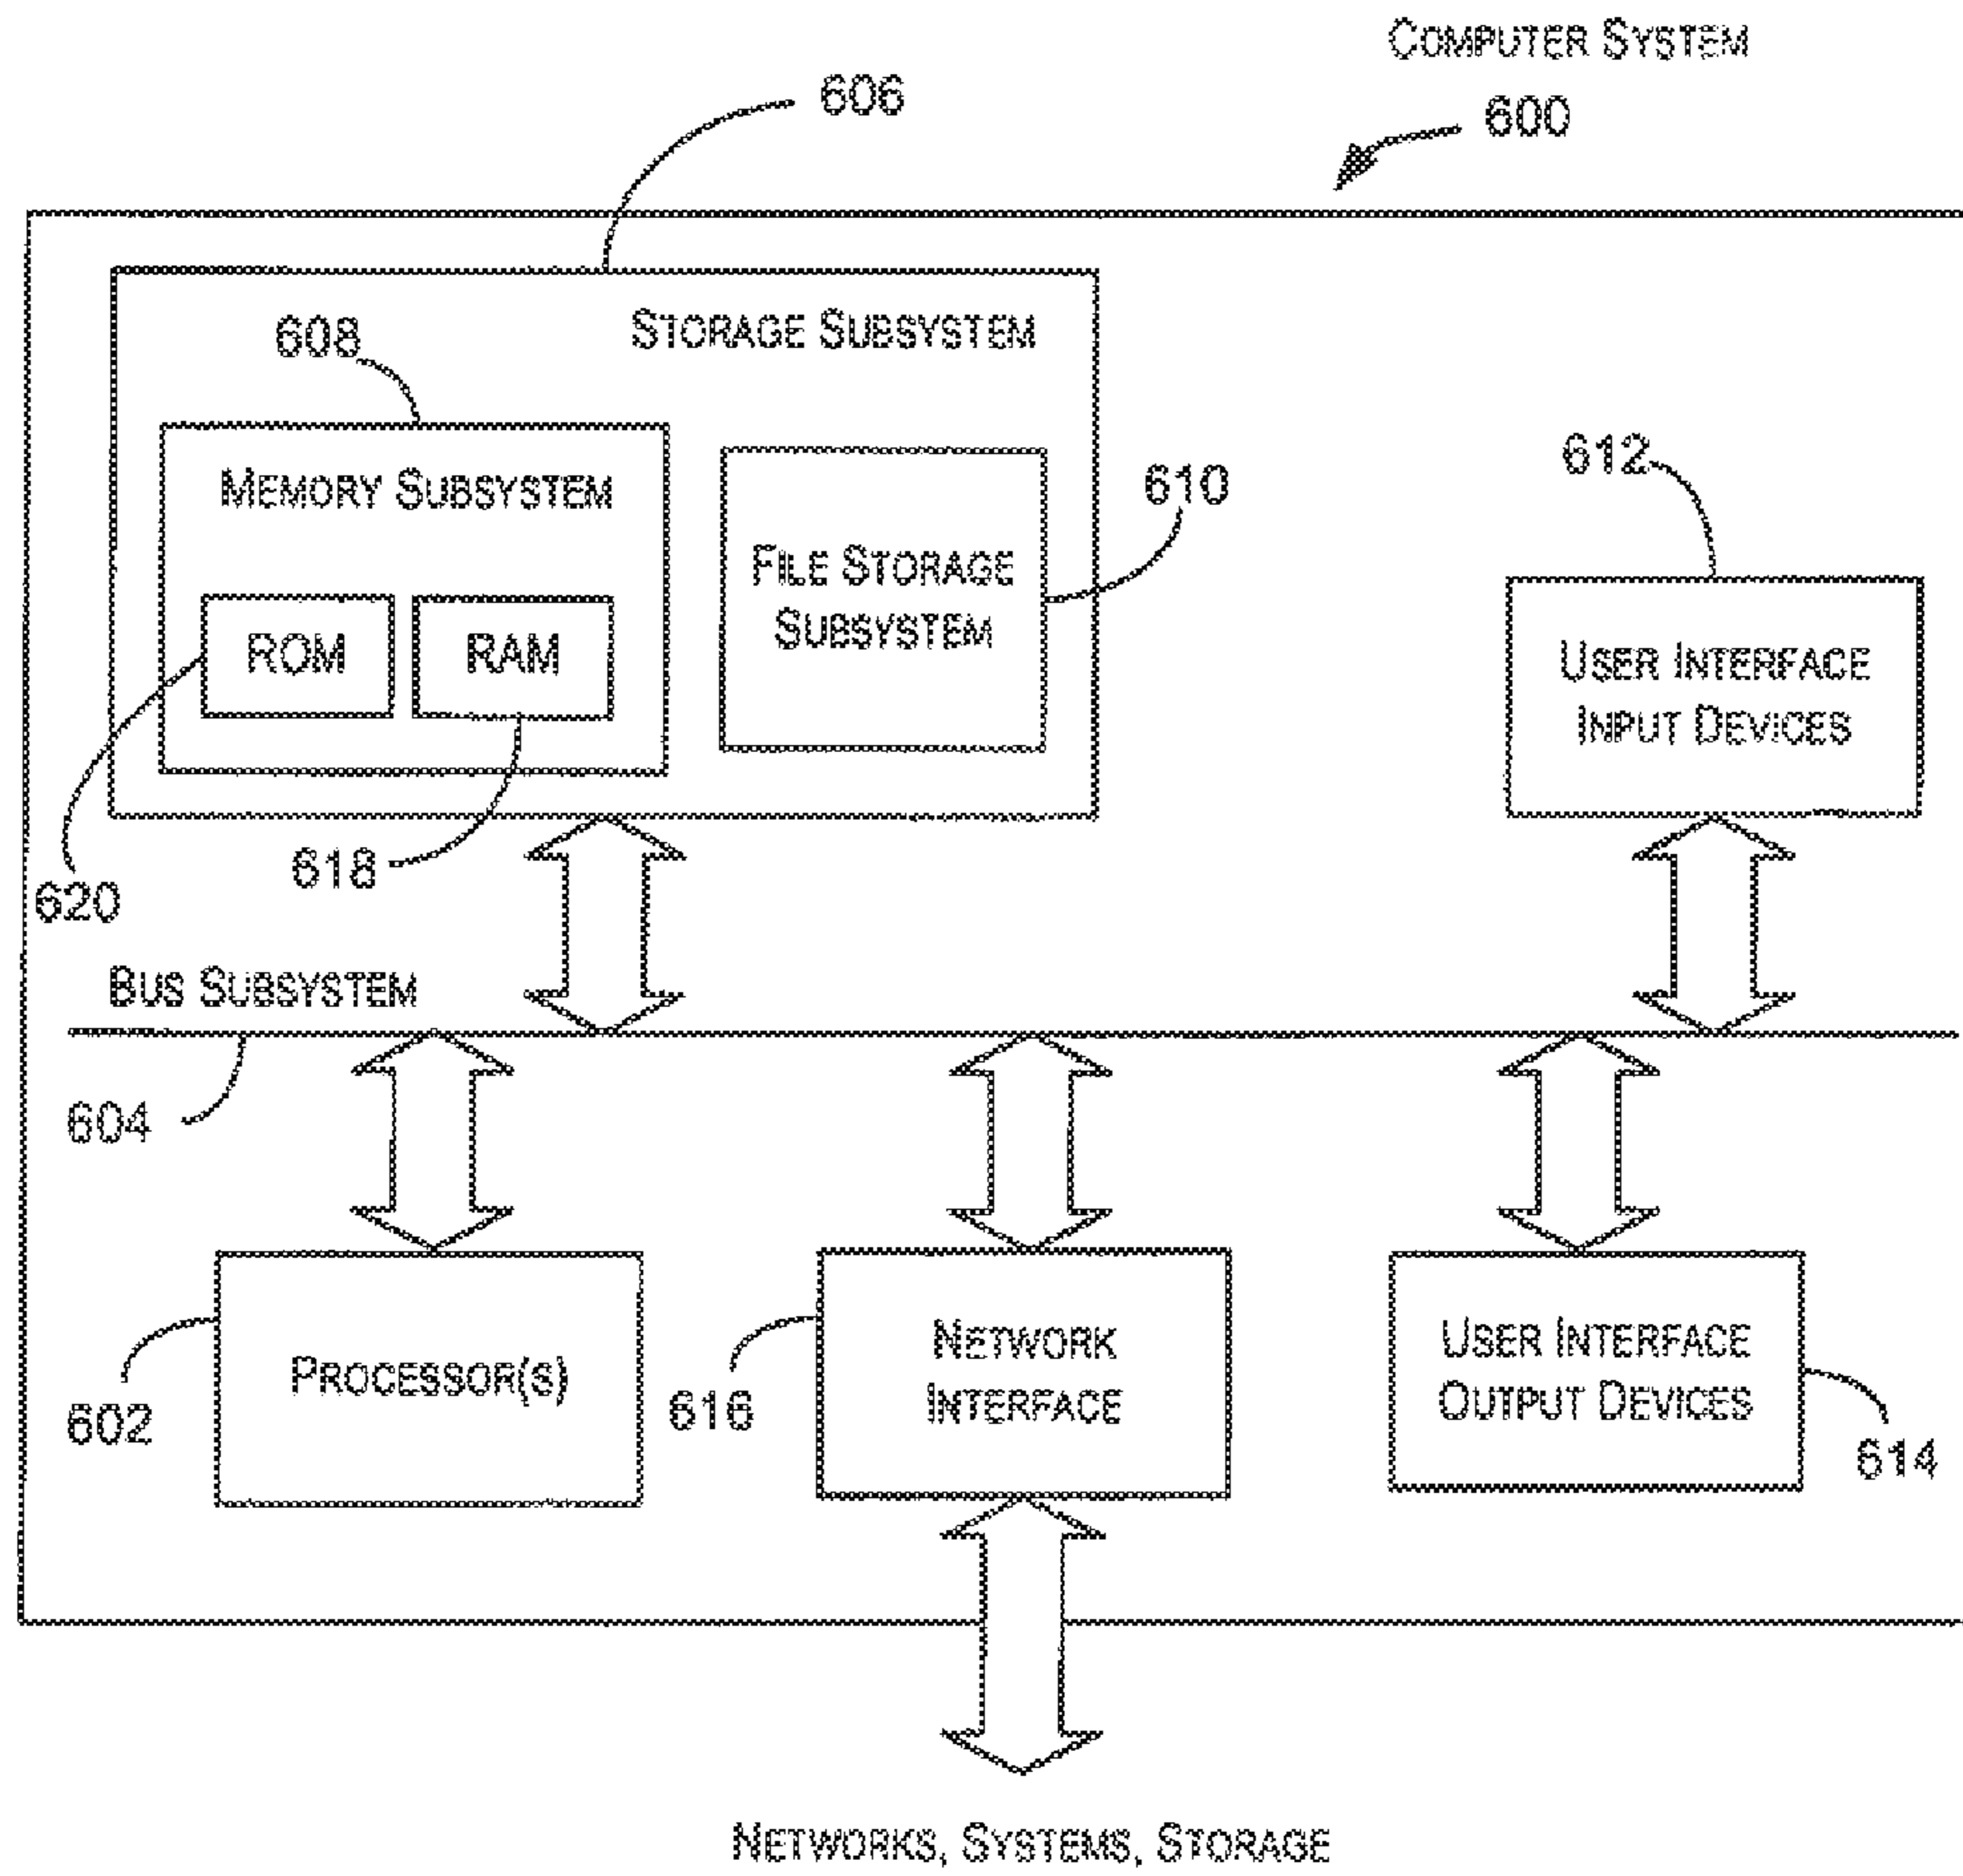 COMPUTER SYSTEM
600
606
STORAGE SUBSYSTEM
608
MEMORY SUBSYSTEM
ROM
RAM
FILE STORAGE
SUBSYSTEM
610
612
USER INTERFACE
INPUT DEVICES
620
618
BUS SUBSYSTEM
604
PROCESSOR(S)
602
NETWORK
INTERFACE
616
USER INTERFACE
OUTPUT DEVICES
614
NETWORKS, SYSTEMS, STORAGE